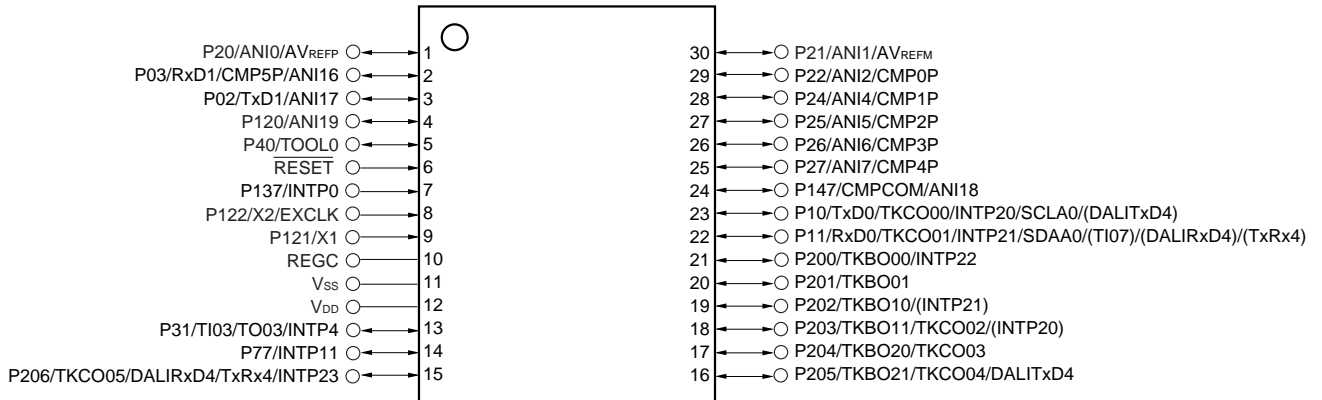 P20/ANI0/AVREFP 1
P03/RxD1/CMP5P/ANI16 2
P02/TxD1/ANI17 3
P120/ANI19 4
P40/TOOL0 5
RESET 6
P137/INTP0 7
P122/X2/EXCLK 8
P121/X1 9
REGC 10
VSS 11
VDD 12
P31/TI03/TO03/INTP4 13
P77/INTP11 14
P206/TKCO05/DALIRxD4/TxRx4/INTP23 15
30 P21/ANI1/AVREFM
29 P22/ANI2/CMP0P
28 P24/ANI4/CMP1P
27 P25/ANI5/CMP2P
26 P26/ANI6/CMP3P
25 P27/ANI7/CMP4P
24 P147/CMPCOM/ANI18
23 P10/TxD0/TKCO00/INTP20/SCLA0/(DALITxD4)
22 P11/RxD0/TKCO01/INTP21/SDAA0/(TI07)/(DALIRxD4)/(TxRx4)
21 P200/TKBO00/INTP22
20 P201/TKBO01
19 P202/TKBO10/(INTP21)
18 P203/TKBO11/TKCO02/(INTP20)
17 P204/TKBO20/TKCO03
16 P205/TKBO21/TKCO04/DALITxD4